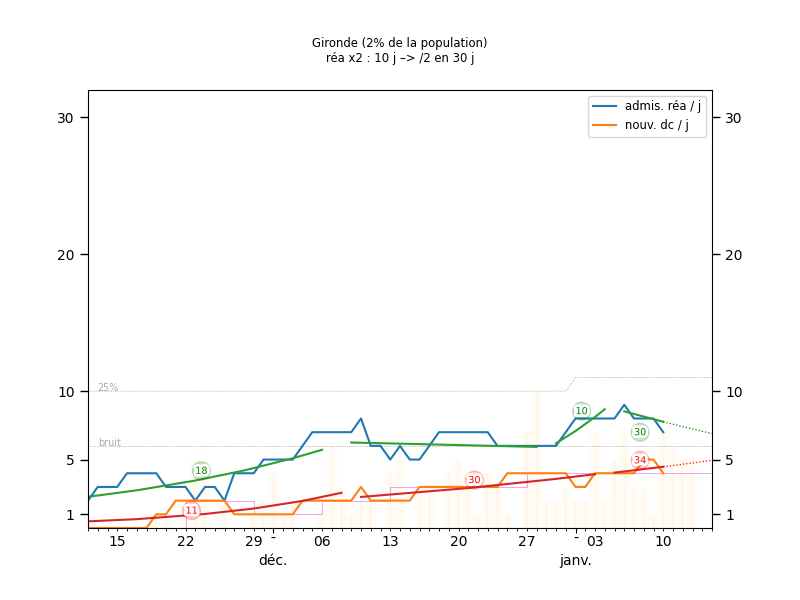 Gironde (2% de la population)
réa x2 : 10 j –> /2 en 30 j
admis. réa / j
nouv. dc / j
30 30
20 20
25%
10 10
10
bruit
30
5 5
18
34
30
11
1 1
15 22 29 - 06 13 20 27 - 03 10
déc. janv.